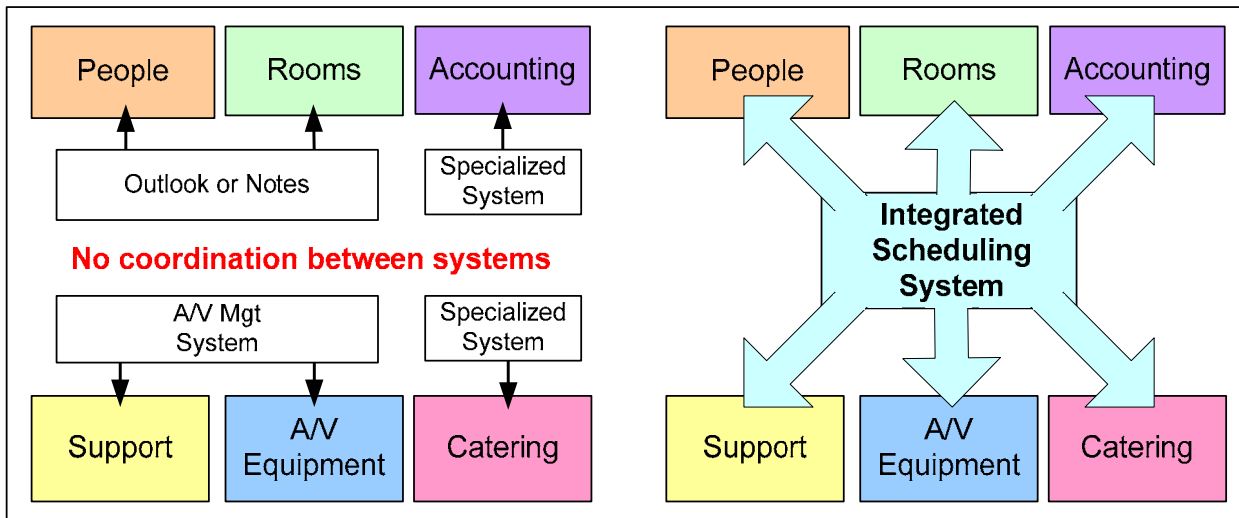 People
Rooms
Accounting
Outlook or Notes
Specialized
System
No coordination between systems
A/V Mgt
System
Specialized
System
Support
A/V
Equipment
Catering
People
Rooms
Accounting
Integrated
Scheduling
System
Support
A/V
Equipment
Catering